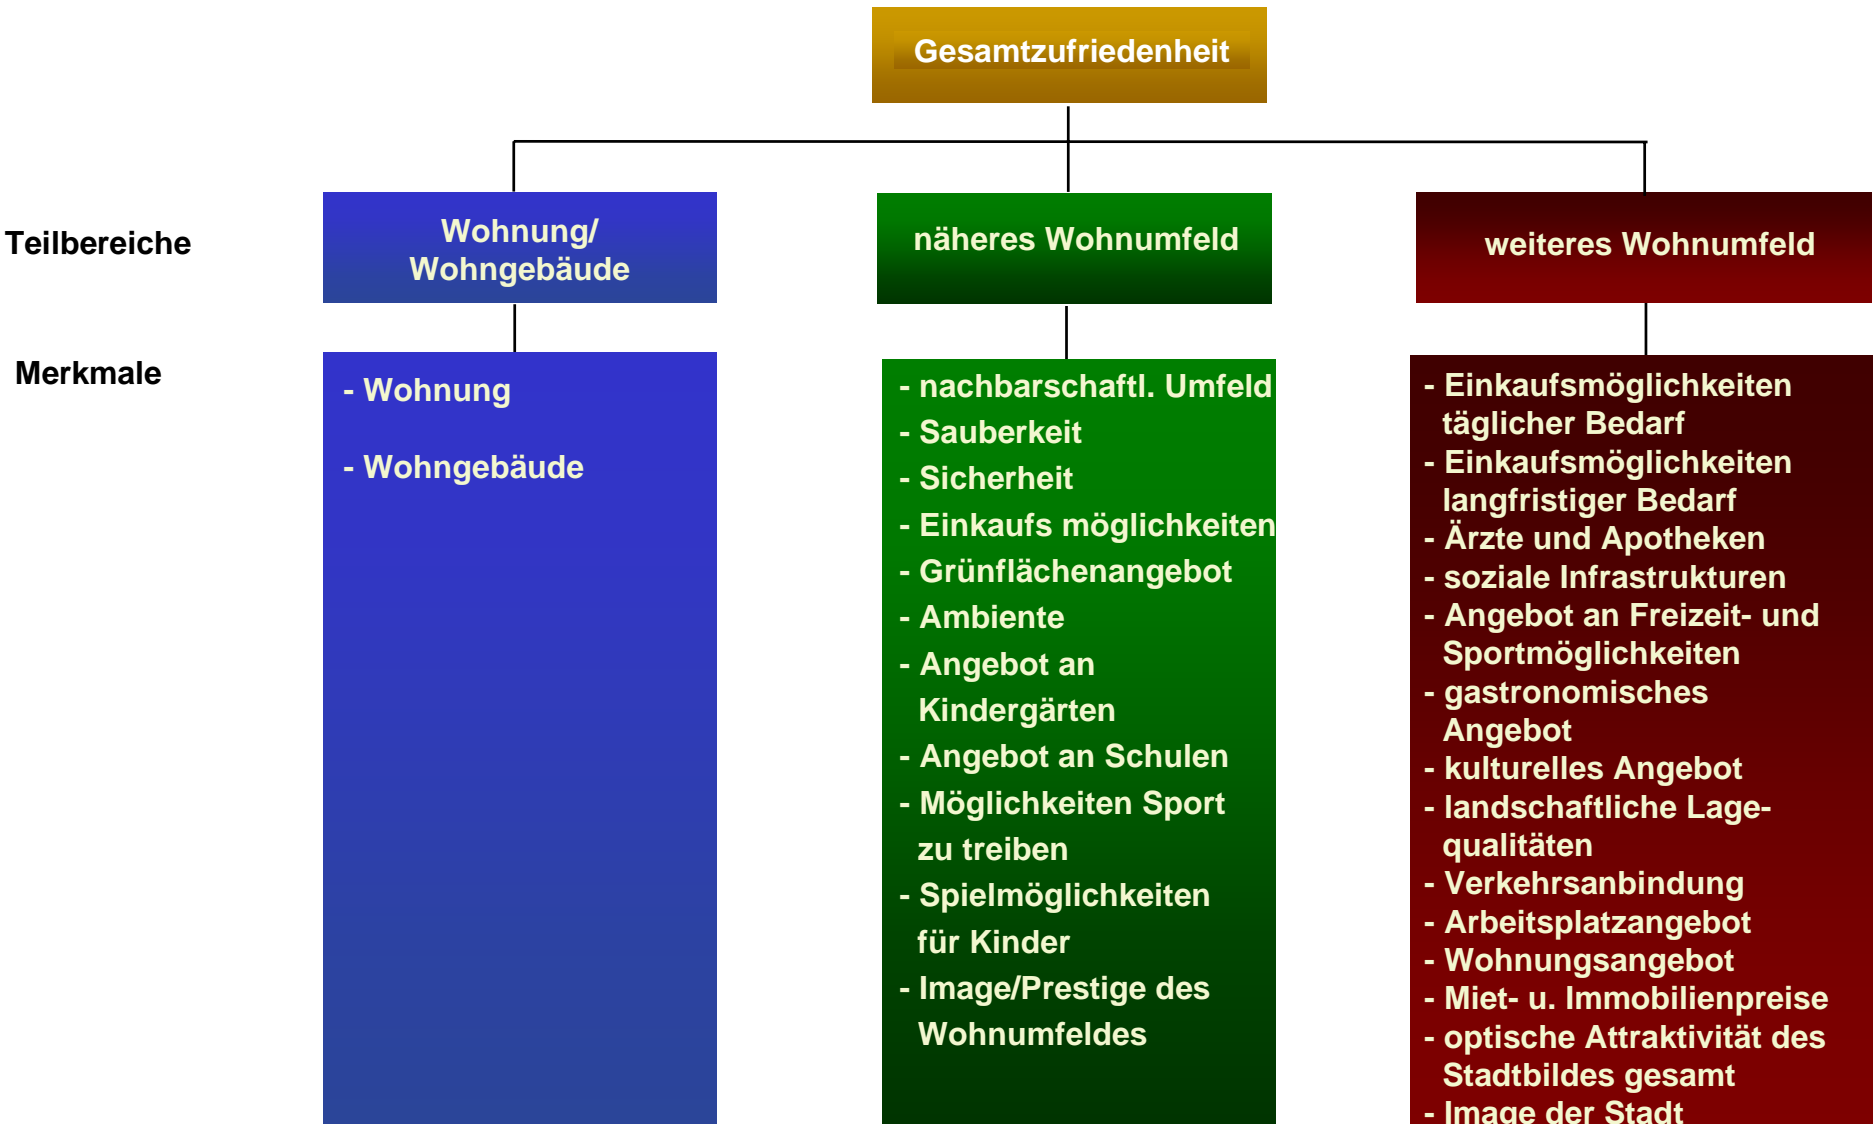 Gesamtzufriedenheit
Teilbereiche
Wohnung/
Wohngebäude
näheres Wohnumfeld
weiteres Wohnumfeld
Merkmale
- Wohnung
- Wohngebäude
- nachbarschaftl. Umfeld
- Sauberkeit
- Sicherheit
- Einkaufs möglichkeiten
- Grünflächenangebot
- Ambiente
- Angebot an
Kindergärten
- Angebot an Schulen
- Möglichkeiten Sport
zu treiben
- Spielmöglichkeiten
für Kinder
- Image/Prestige des
Wohnumfeldes
- Einkaufsmöglichkeiten
täglicher Bedarf
- Einkaufsmöglichkeiten
langfristiger Bedarf
- Ärzte und Apotheken
- soziale Infrastrukturen
- Angebot an Freizeit- und
Sportmöglichkeiten
- gastronomisches
Angebot
- kulturelles Angebot
- landschaftliche Lage-
qualitäten
- Verkehrsanbindung
- Arbeitsplatzangebot
- Wohnungsangebot
- Miet- u. Immobilienpreise
- optische Attraktivität des
Stadtbildes gesamt
- Image der Stadt